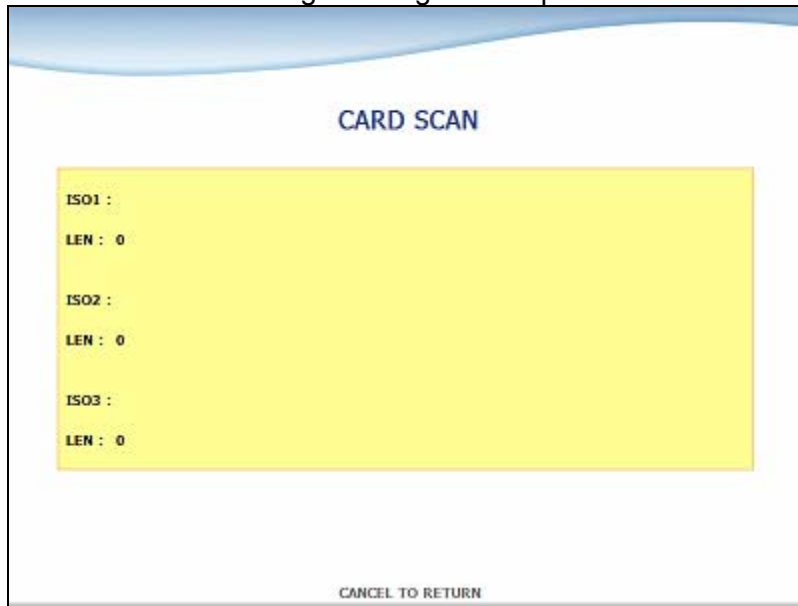 CARD SCAN
ISO1 :
LEN : 0
ISO2 :
LEN : 0
ISO3 :
LEN : 0
CANCEL TO RETURN